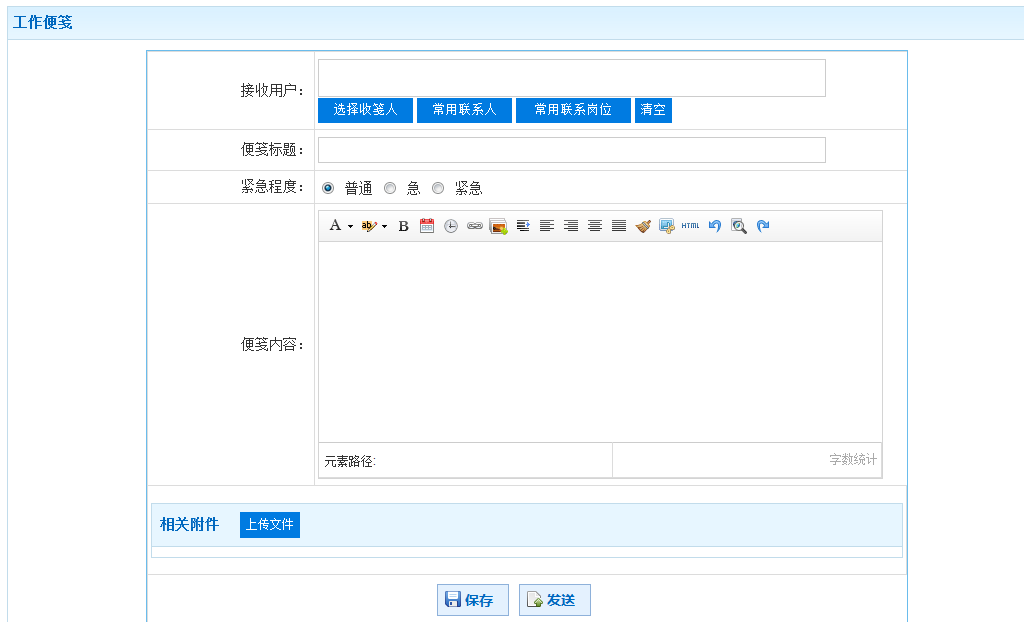 工作便笺
接收用户：
选择收笺人 常用联系人 常用联系岗位 清空
便笺标题：
紧急程度： 普通 急 紧急
A ab B HTML
便笺内容：
元素路径: 字数统计
相关附件 上传文件
保存 发送